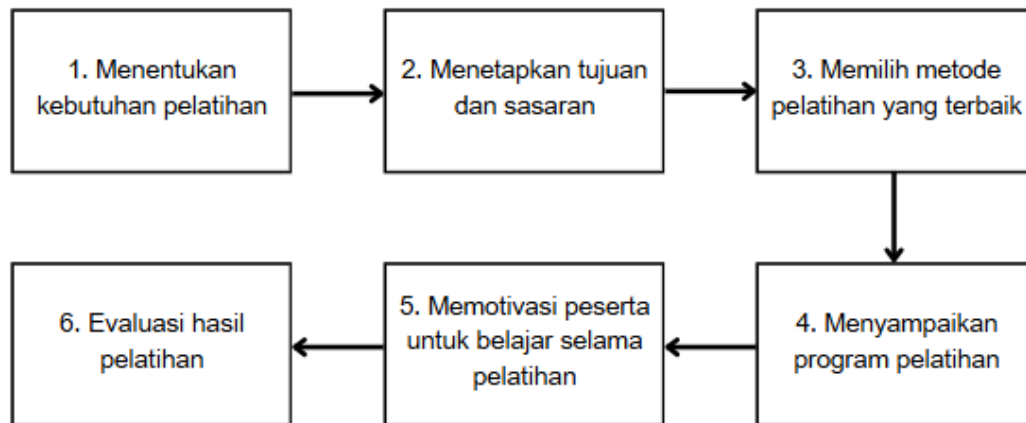 1. Menentukan
kebutuhan pelatihan
2. Menetapkan tujuan
dan sasaran
3. Memilih metode
pelatihan yang terbaik
4. Menyampaikan
program pelatihan
5. Memotivasi peserta
untuk belajar selama
pelatihan
6. Evaluasi hasil
pelatihan